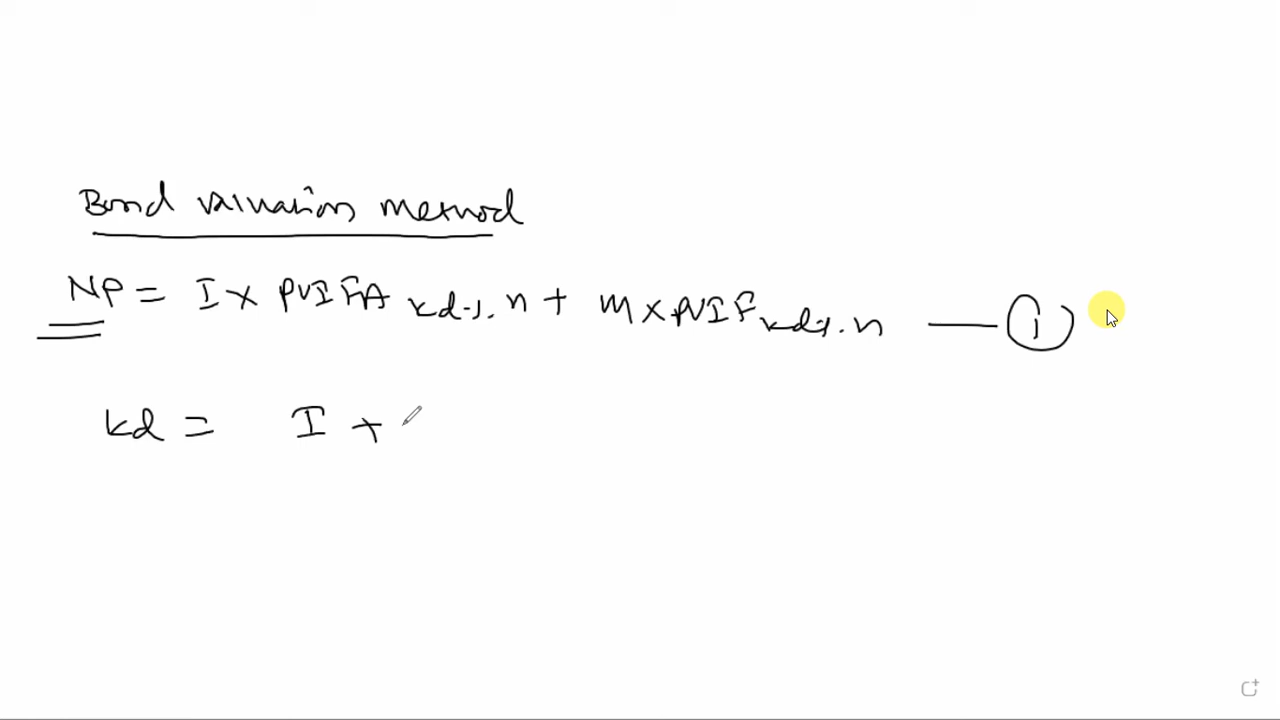 Bond valuation method
NP = I × PVIFA kd%, n + M × PVIF kd%, n —— ①
kd = I +